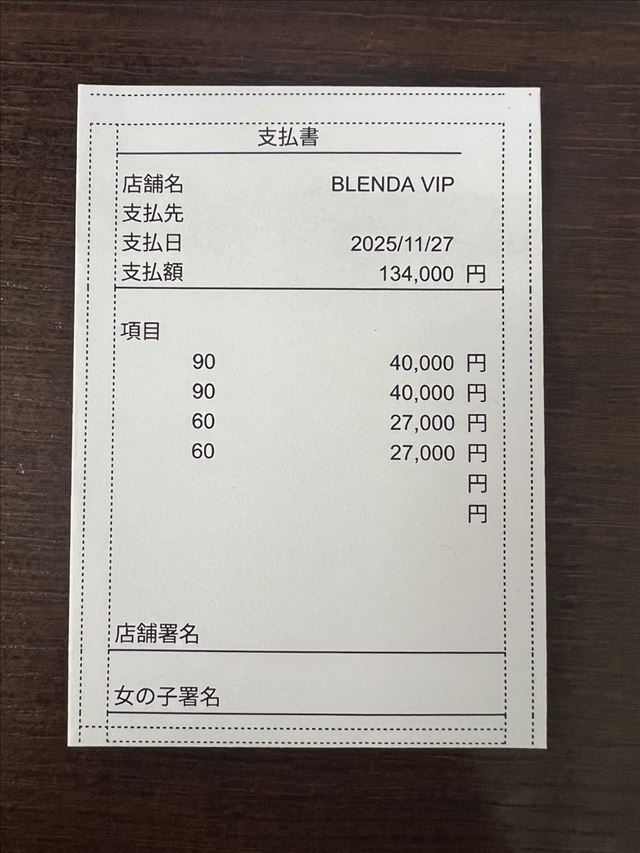 支払書
店舗名 BLENDA VIP
支払先
支払日 2025/11/27
支払額 134,000 円
項目
90 40,000 円
90 40,000 円
60 27,000 円
60 27,000 円
円
円
店舗署名
女の子署名